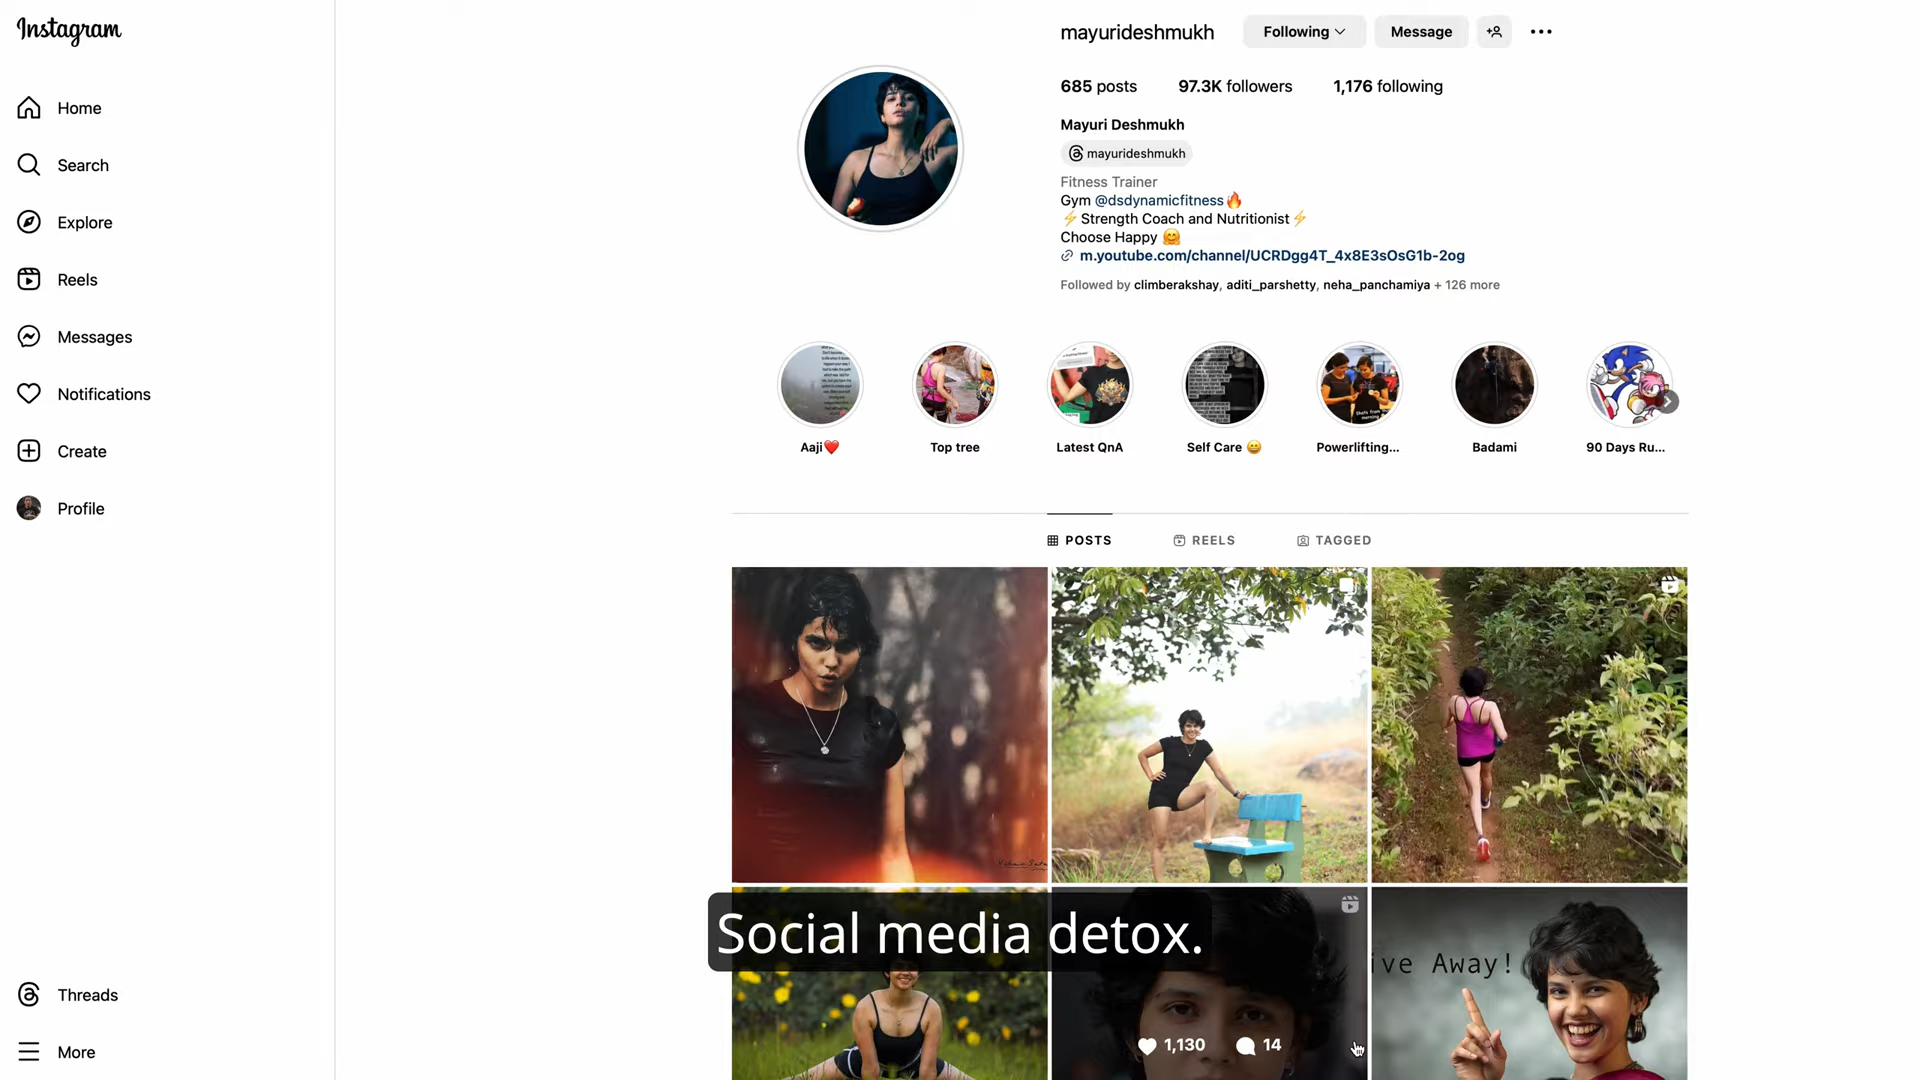 Instagram
Home
Search
Explore
Reels
Messages
Notifications
Create
Profile
Threads
More
mayurideshmukh
Following
Message
685 posts
97.3K followers
1,176 following
Mayuri Deshmukh
mayurideshmukh
Fitness Trainer
Gym @dsdynamicfitness🔥
⚡Strength Coach and Nutritionist⚡
Choose Happy 🤗
m.youtube.com/channel/UCRDgg4T_4x8E3sOsG1b-2og
Followed by climberakshay, aditi_parshetty, neha_panchamiya + 126 more
Aaji❤️
Top tree
Latest QnA
Self Care 😄
Powerlifting...
Badami
90 Days Ru...
POSTS
REELS
TAGGED
Social media detox.
1,130
14
ive Away!